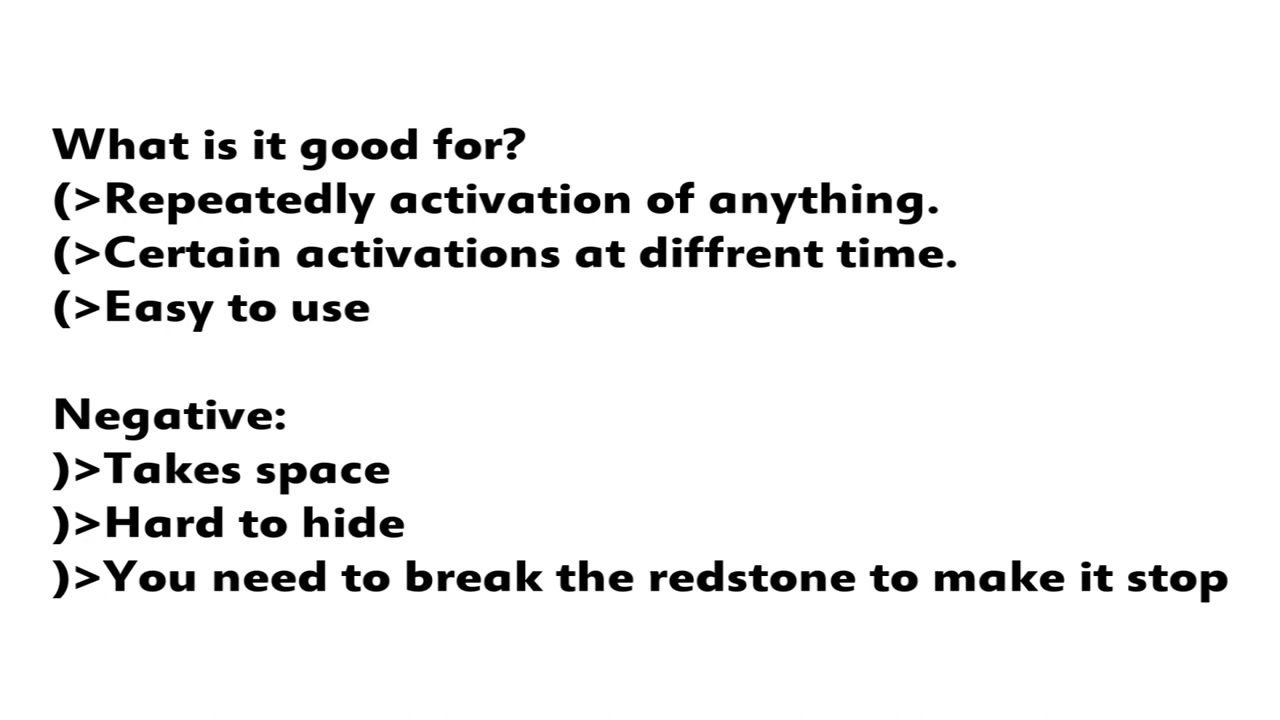 What is it good for?
(>Repeatedly activation of anything.
(>Certain activations at diffrent time.
(>Easy to use
Negative:
)>Takes space
)>Hard to hide
)>You need to break the redstone to make it stop